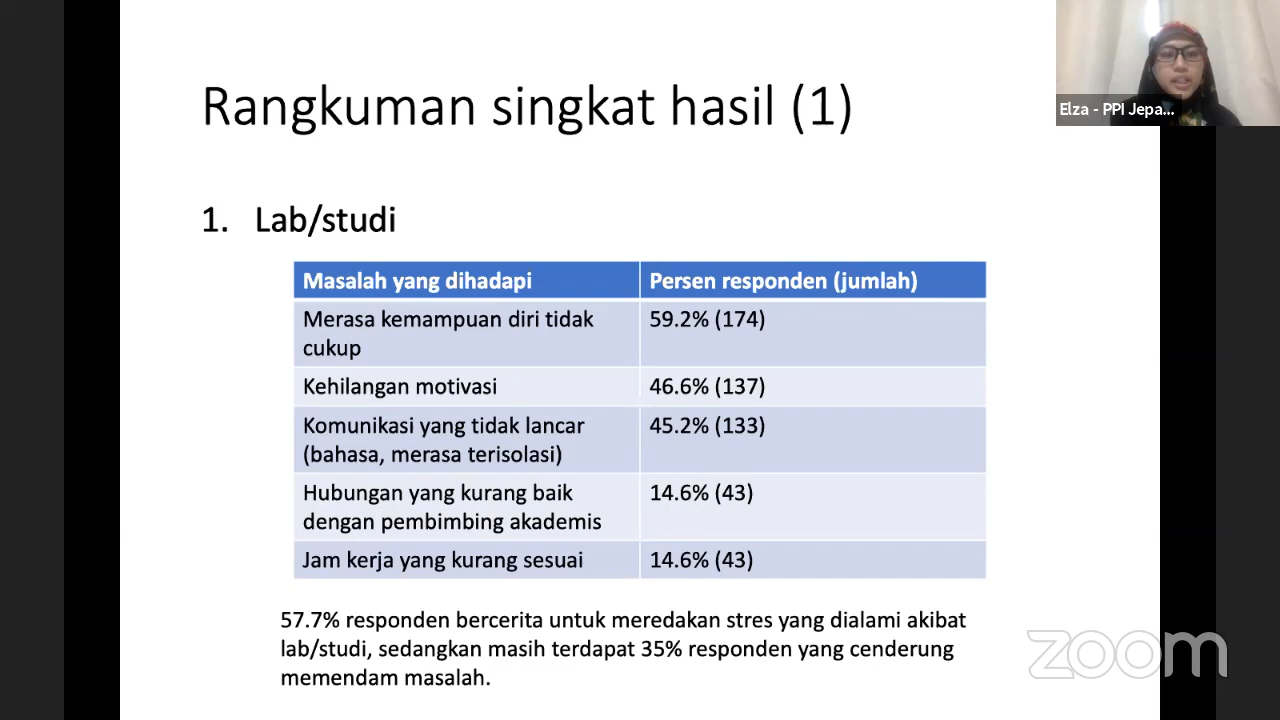 Rangkuman singkat hasil (1)
Elza - PPI Jepa...
1. Lab/studi
Masalah yang dihadapi Persen responden (jumlah)
Merasa kemampuan diri tidak 59.2% (174)
cukup
Kehilangan motivasi 46.6% (137)
Komunikasi yang tidak lancar 45.2% (133)
(bahasa, merasa terisolasi)
Hubungan yang kurang baik 14.6% (43)
dengan pembimbing akademis
Jam kerja yang kurang sesuai 14.6% (43)
57.7% responden bercerita untuk meredakan stres yang dialami akibat
lab/studi, sedangkan masih terdapat 35% responden yang cenderung
memendam masalah.
zoom